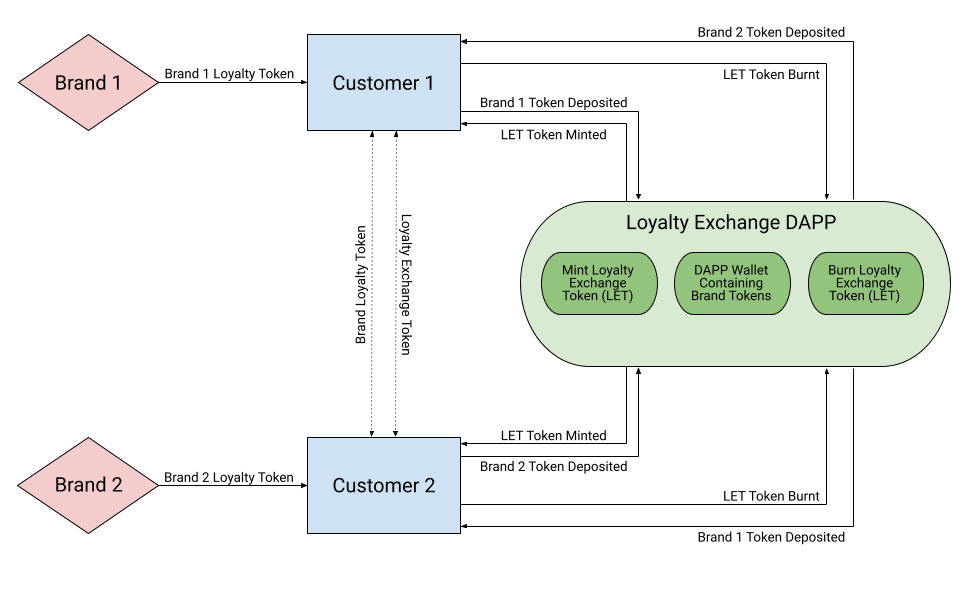 Brand 2 Token Deposited
Brand 1
Brand 1 Loyalty Token
Customer 1
LET Token Burnt
Brand 1 Token Deposited
LET Token Minted
Brand Loyalty Token
Loyalty Exchange Token
Loyalty Exchange DAPP
Mint Loyalty
Exchange
Token (LET)
DAPP Wallet
Containing
Brand Tokens
Burn Loyalty
Exchange
Token (LET)
LET Token Minted
Brand 2 Token Deposited
Brand 2
Brand 2 Loyalty Token
Customer 2
LET Token Burnt
Brand 1 Token Deposited